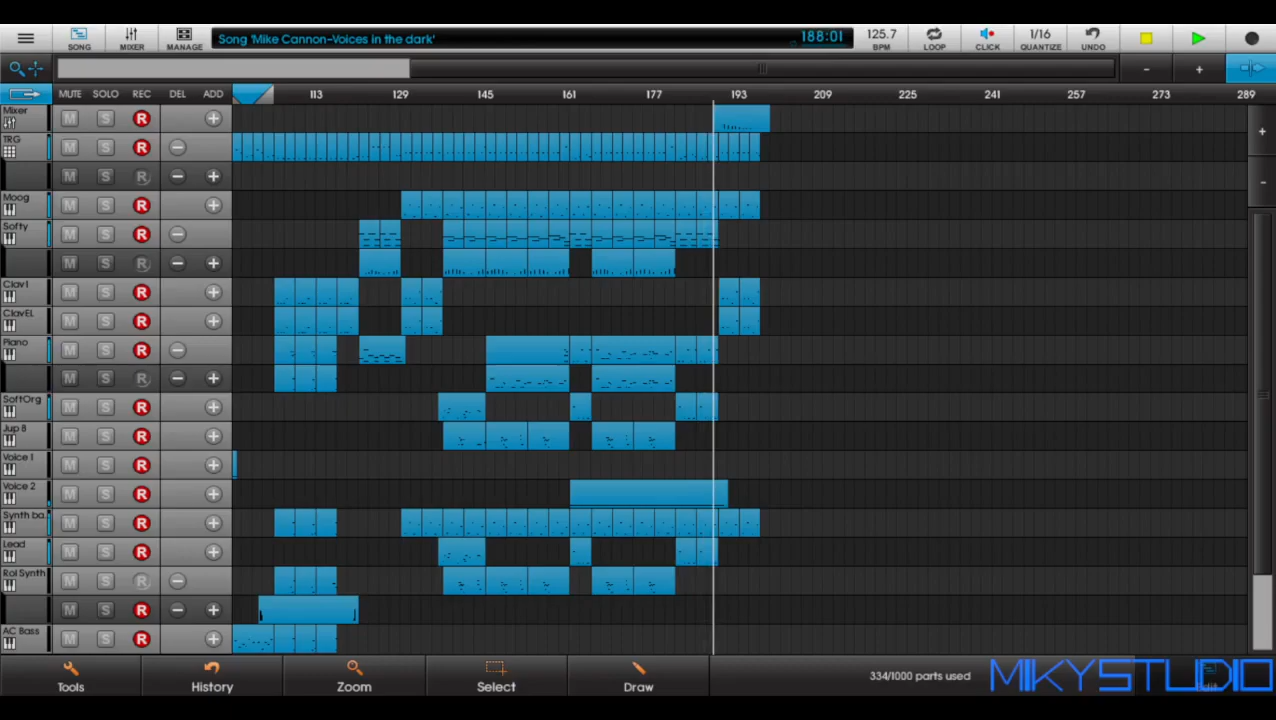 SONG MIXER MANAGE Song 'Mike Cannon-Voices in the dark' 188:01 125.7 BPM LOOP CLICK 1/16 QUANTIZE UNDO
- +
MUTE SOLO REC DEL ADD 113 129 145 161 177 193 209 225 241 257 273 289
Mixer M S R +
TRG M S R -
M S R - +
Moog M S R +
Softy M S R -
M S R - +
Clav1 M S R +
ClavEL M S R +
Piano M S R -
M S R - +
SoftOrg M S R +
Jup 8 M S R +
Voice 1 M S R +
Voice 2 M S R +
Synth ba. M S R +
Lead M S R +
Rol Synth M S R -
M S R - +
AC Bass M S R +
Tools History Zoom Select Draw 334/1000 parts used Edit
MIKYSTUDIO